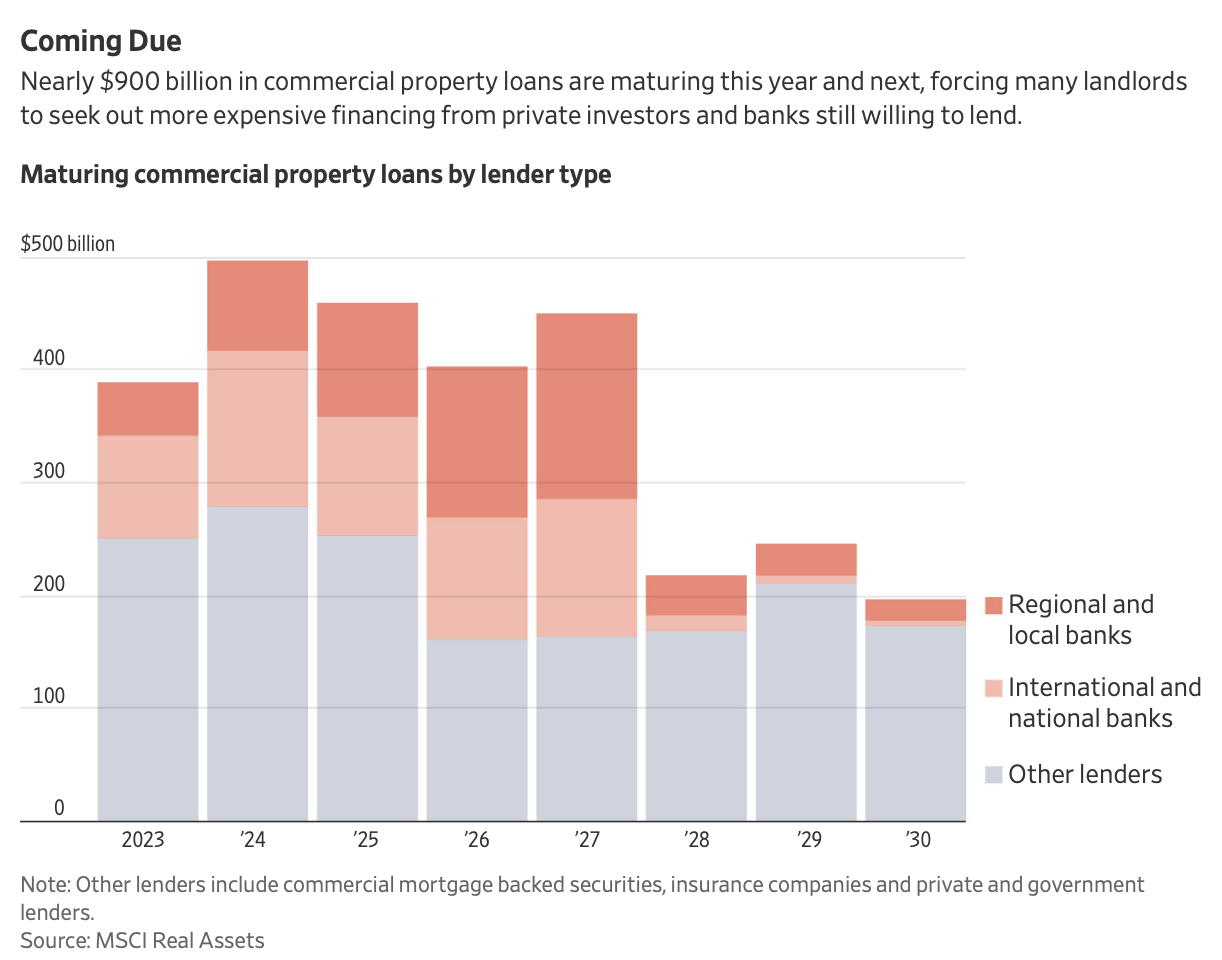 Coming Due
Nearly $900 billion in commercial property loans are maturing this year and next, forcing many landlords
to seek out more expensive financing from private investors and banks still willing to lend.
Maturing commercial property loans by lender type
$500 billion
400
300
200
100
0
2023 ’24 ’25 ’26 ’27 ’28 ’29 ’30
Regional and
local banks
International and
national banks
Other lenders
Note: Other lenders include commercial mortgage backed securities, insurance companies and private and government
lenders.
Source: MSCI Real Assets